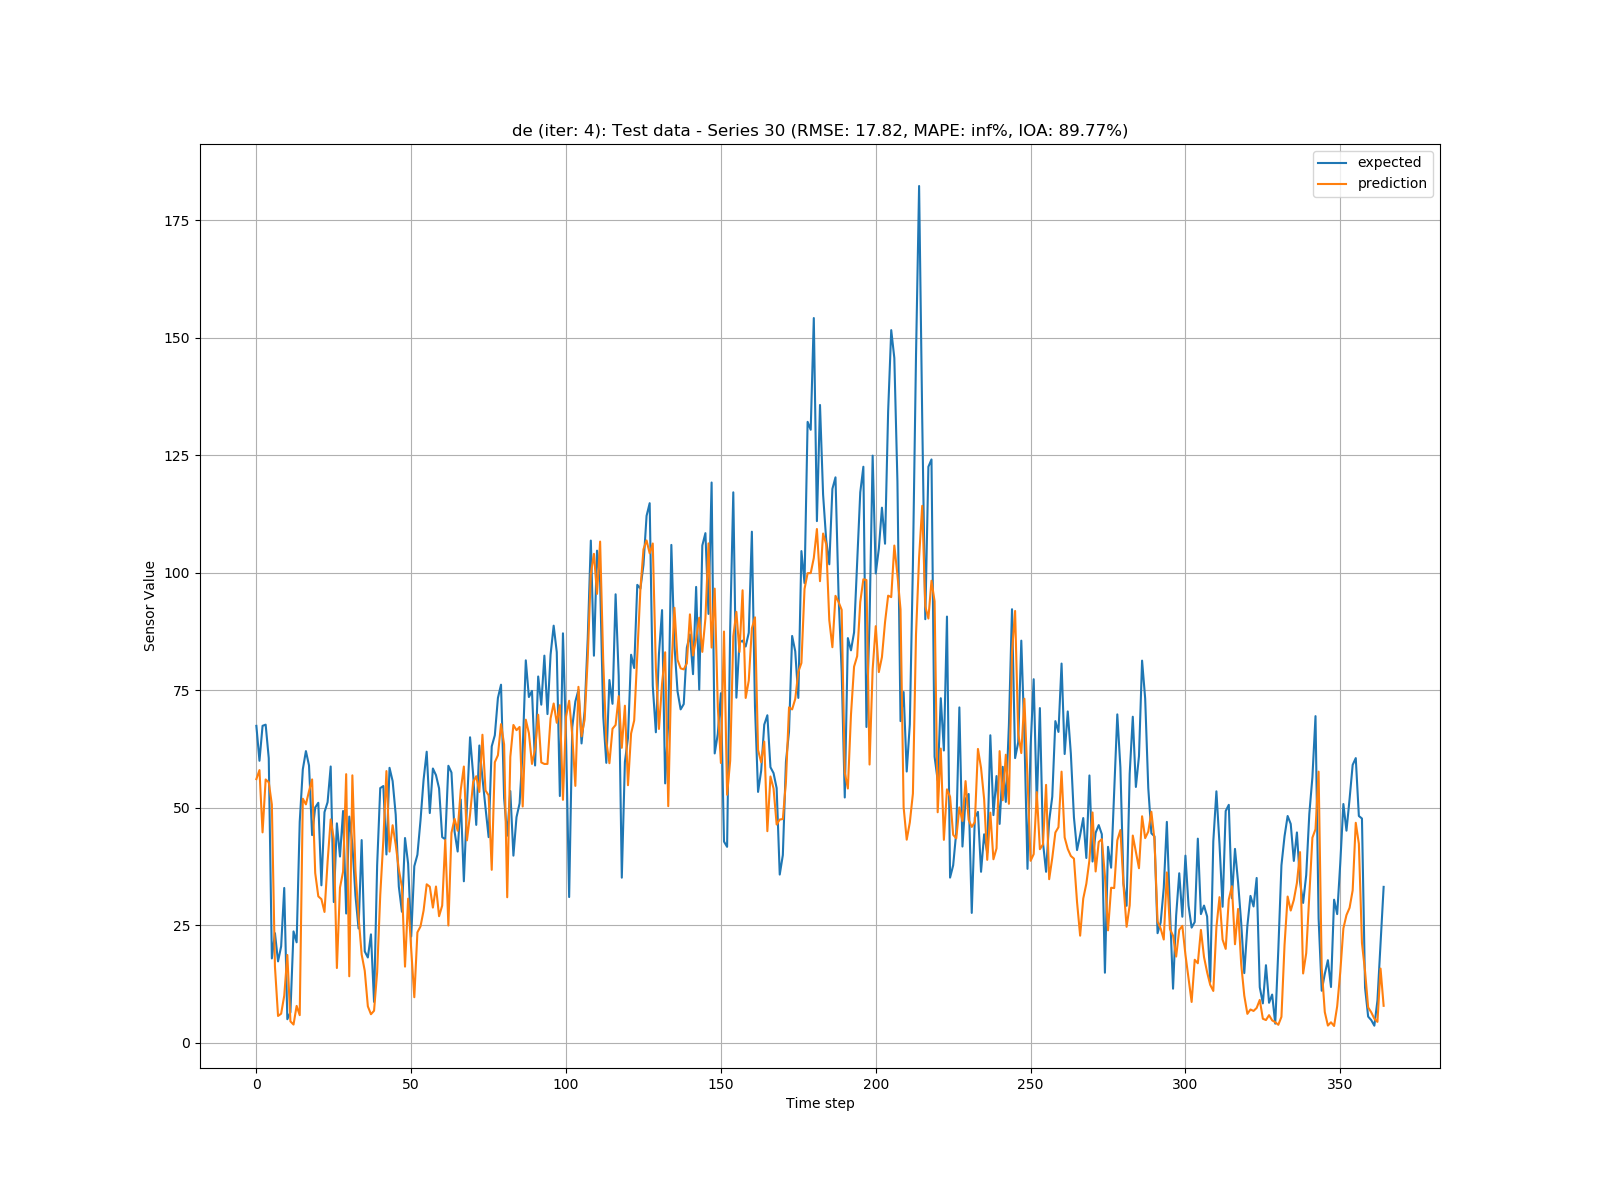 de (iter: 4): Test data - Series 30 (RMSE: 17.82, MAPE: inf%, IOA: 89.77%)
expected
prediction
175
150
125
100
75
50
25
0
Sensor Value
0 50 100 150 200 250 300 350
Time step